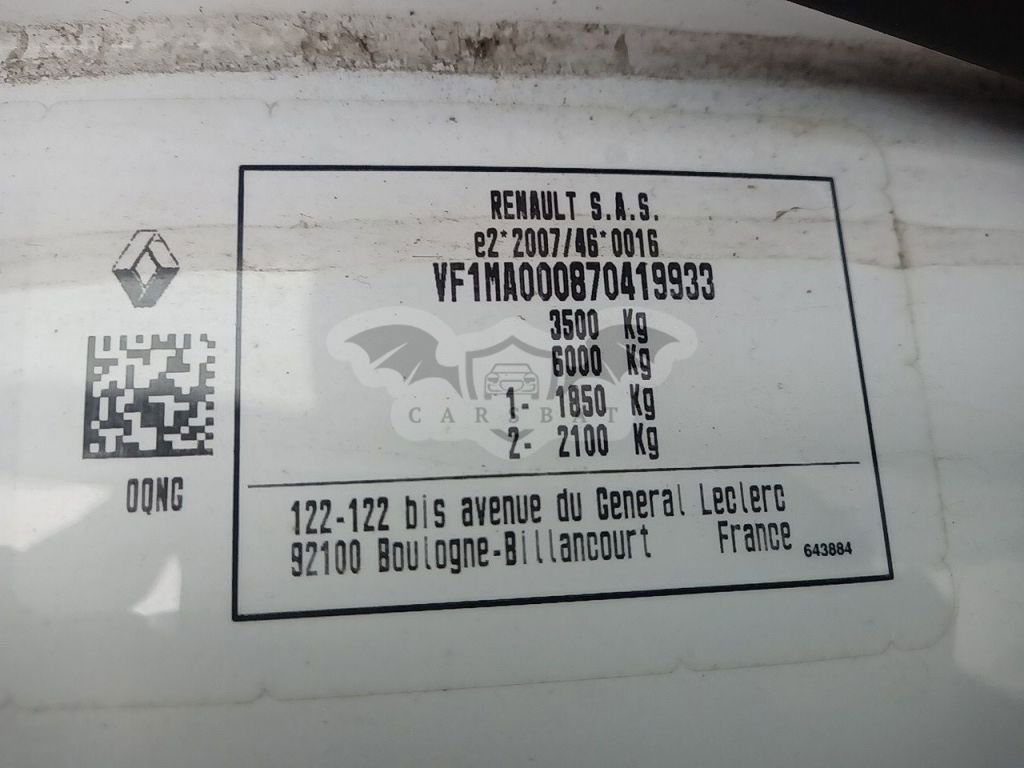 RENAULT S.A.S.
e2*2007/46*0016
VF1MA000870419933
3500 Kg
6000 Kg
1- 1850 Kg
CARSBAT
2- 2100 Kg
0QNG
122-122 bis avenue du General Leclerc
92100 Boulogne-Billancourt France 643884